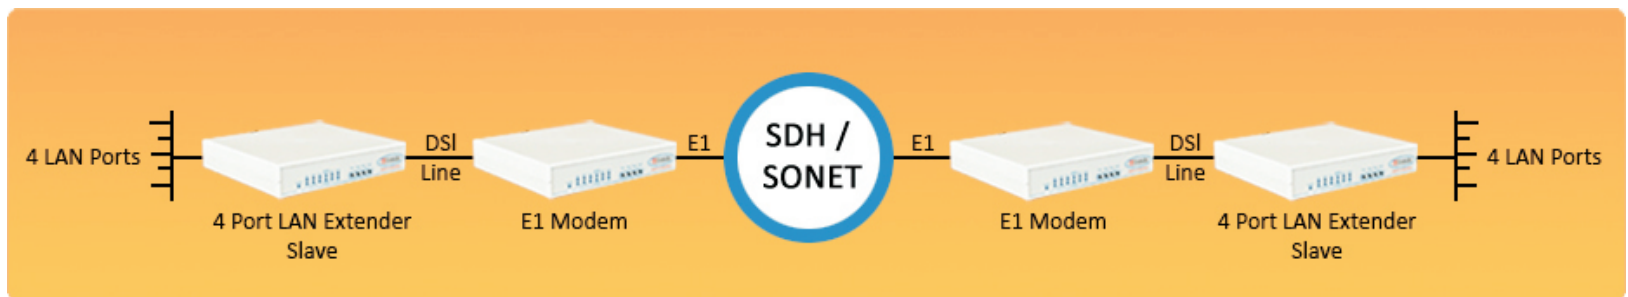 4 LAN Ports
4 Port LAN Extender
Slave
DSl
Line
E1 Modem
E1
SDH /
SONET
E1
E1 Modem
DSl
Line
4 Port LAN Extender
Slave
4 LAN Ports